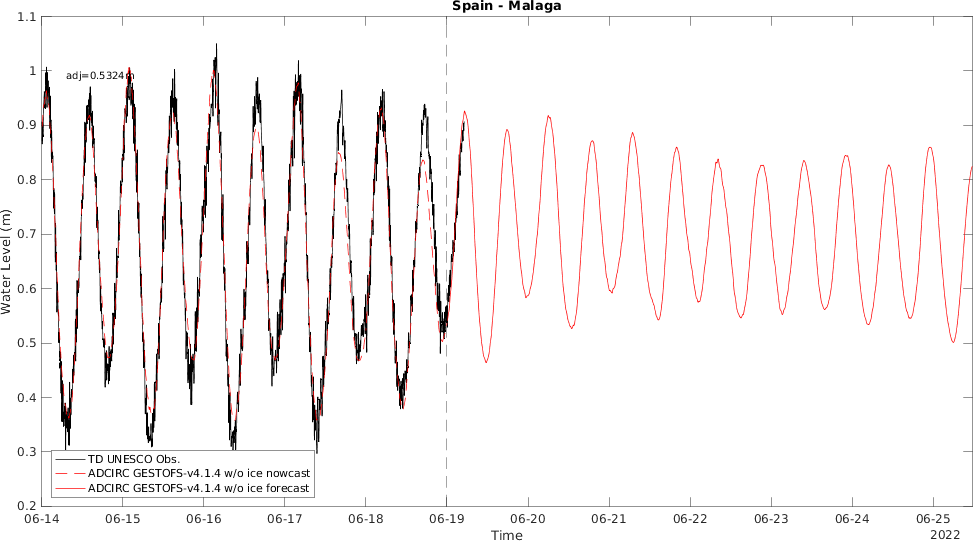 Spain - Malaga
1.1
1
0.9
0.8
0.7
0.6
0.5
0.4
0.3
0.2
Water Level (m)
adj=0.5324m
TD UNESCO Obs.
ADCIRC GESTOFS-v4.1.4 w/o ice nowcast
ADCIRC GESTOFS-v4.1.4 w/o ice forecast
06-14 06-15 06-16 06-17 06-18 06-19 06-20 06-21 06-22 06-23 06-24 06-25
Time
2022